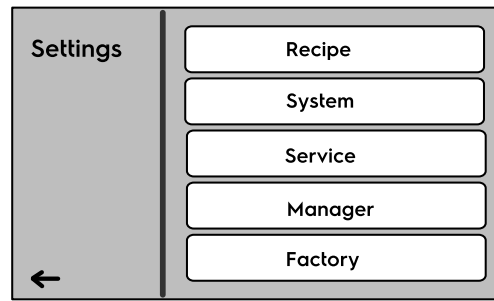 Settings
Recipe
System
Service
Manager
Factory